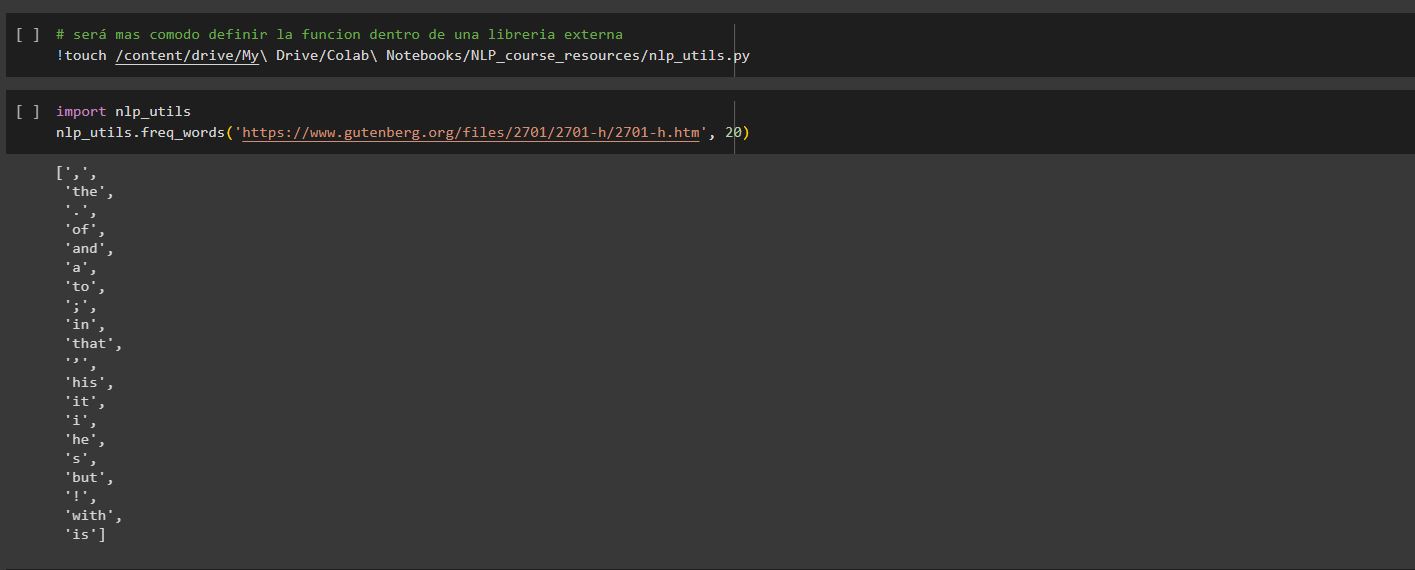 [ ] # será mas comodo definir la funcion dentro de una libreria externa
!touch /content/drive/My\ Drive/Colab\ Notebooks/NLP_course_resources/nlp_utils.py
[ ] import nlp_utils
nlp_utils.freq_words('https://www.gutenberg.org/files/2701/2701-h/2701-h.htm', 20)
[',',
'the',
'.',
'of',
'and',
'a',
'to',
';',
'in',
'that',
'’',
'his',
'it',
'i',
'he',
's',
'but',
'!',
'with',
'is']